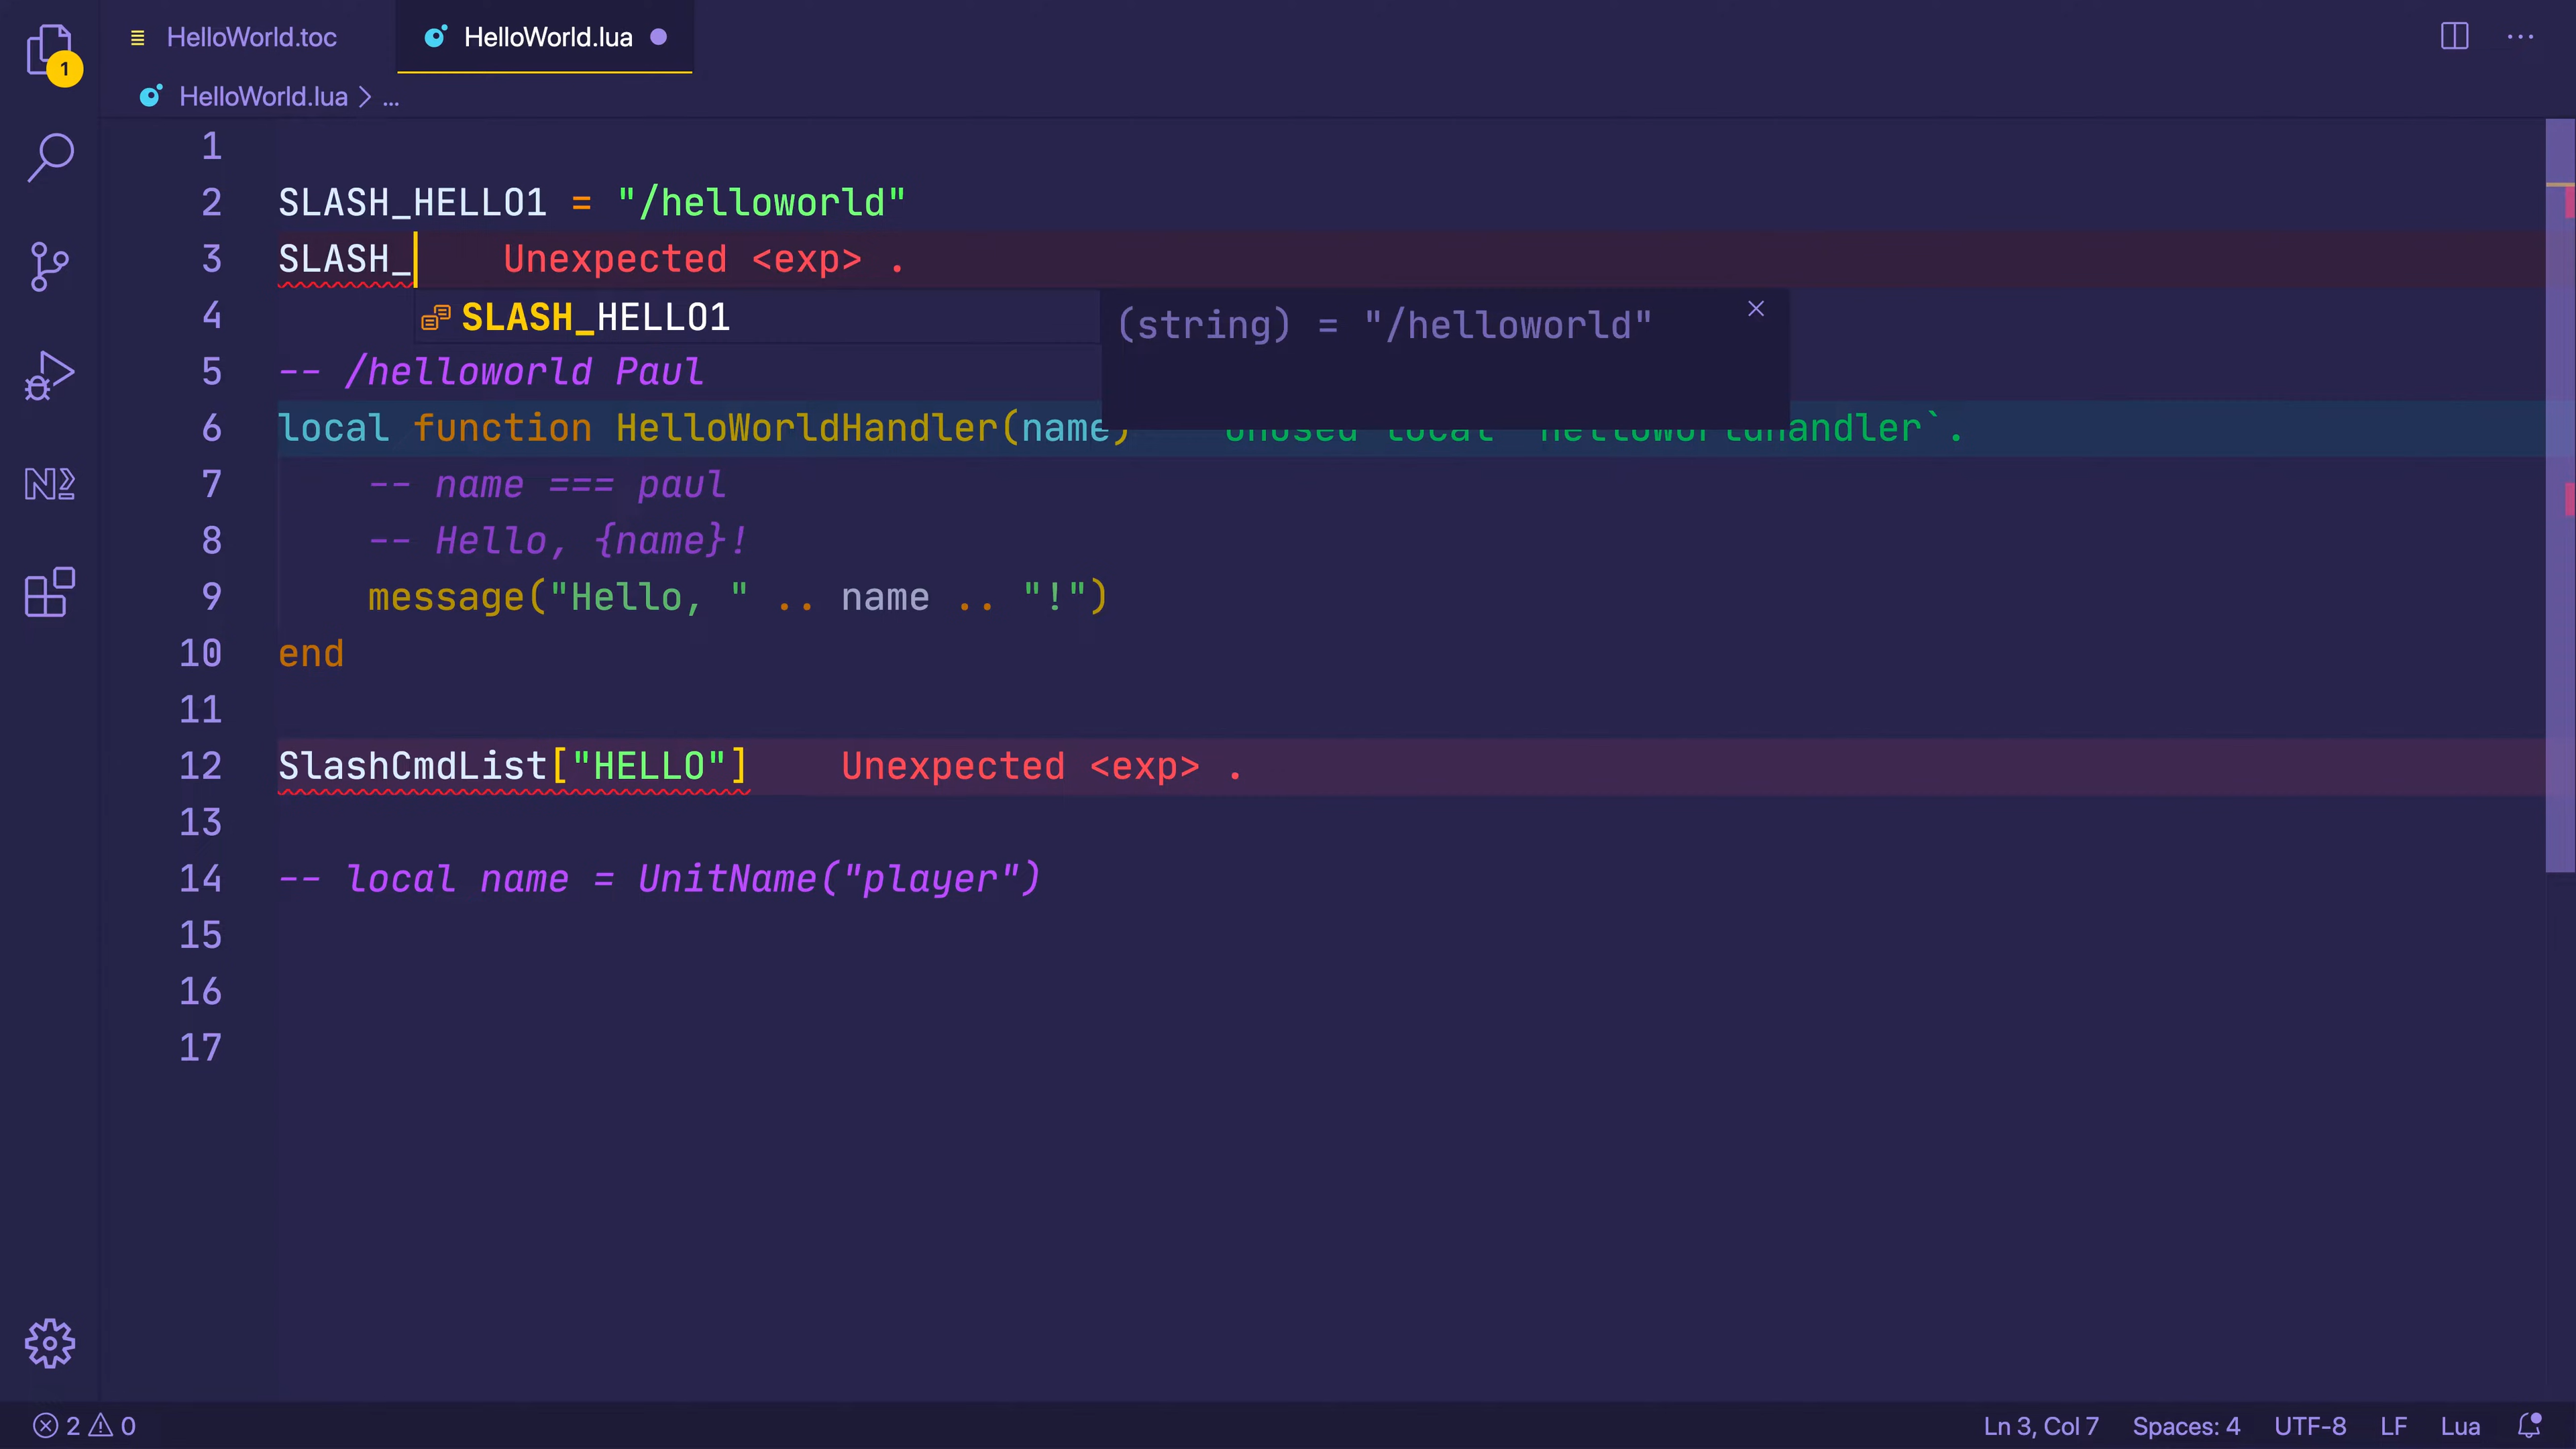 HelloWorld.toc
HelloWorld.lua
1
HelloWorld.lua > ...
1
2 SLASH_HELLO1 = "/helloworld"
3 SLASH_ Unexpected <exp> .
4 SLASH_HELLO1
(string) = "/helloworld"
5 -- /helloworld Paul
6 local function HelloWorldHandler(name) Unused local `helloworldhandler`.
7 -- name === paul
8 -- Hello, {name}!
9 message("Hello, " .. name .. "!")
10 end
11
12 SlashCmdList["HELLO"] Unexpected <exp> .
13
14 -- local name = UnitName("player")
15
16
17
2 0
Ln 3, Col 7 Spaces: 4 UTF-8 LF Lua